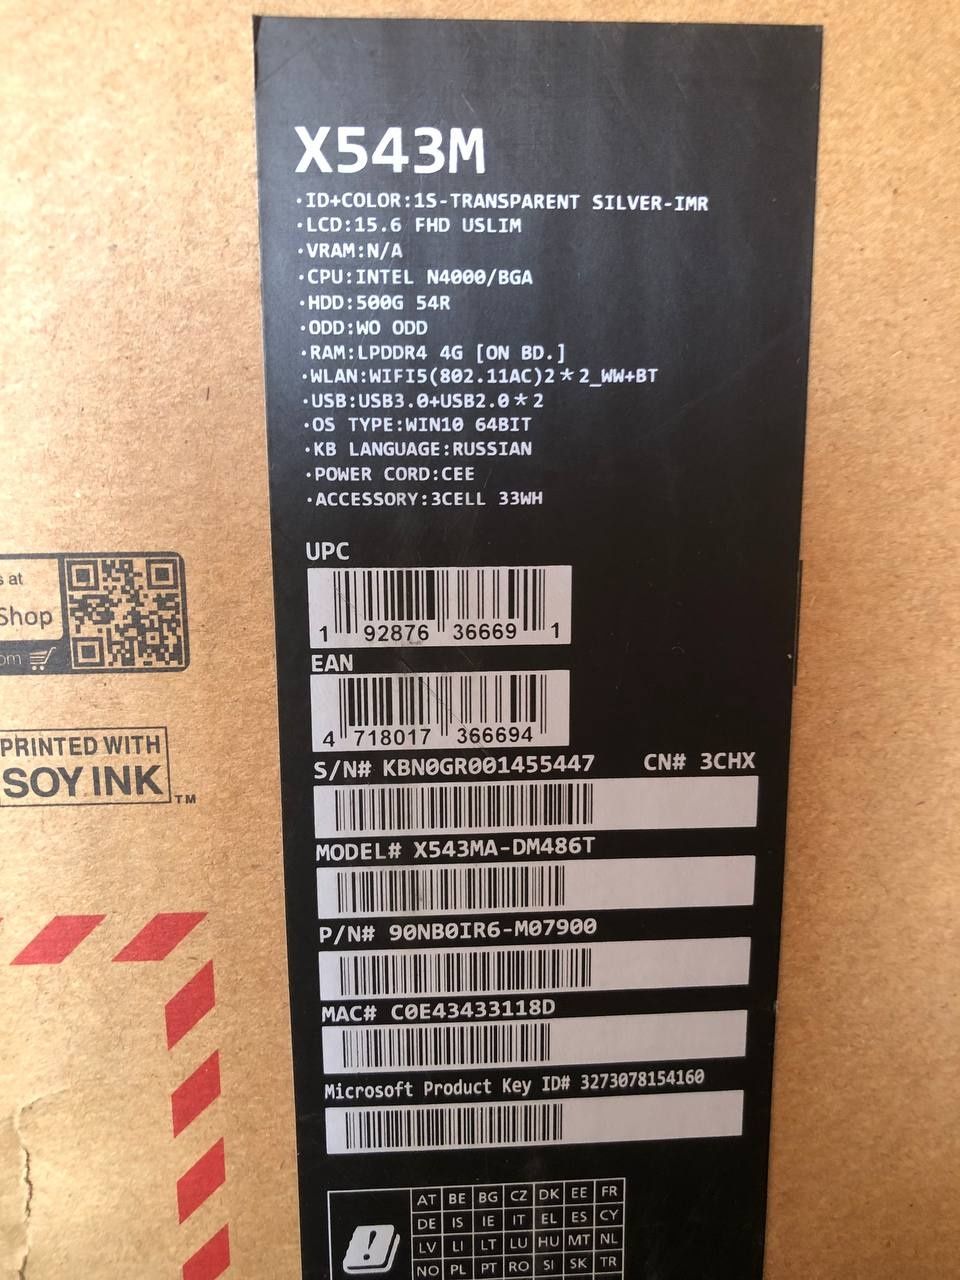 X543M
·ID+COLOR:1S-TRANSPARENT SILVER-IMR
·LCD:15.6 FHD USLIM
·VRAM:N/A
·CPU:INTEL N4000/BGA
·HDD:500G 54R
·ODD:WO ODD
·RAM:LPDDR4 4G [ON BD.]
·WLAN:WIFI5(802.11AC)2*2_WW+BT
·USB:USB3.0+USB2.0*2
·OS TYPE:WIN10 64BIT
·KB LANGUAGE:RUSSIAN
·POWER CORD:CEE
·ACCESSORY:3CELL 33WH
UPC
1 92876 36669 1
EAN
4 718017 366694
S/N# KBN0GR001455447 CN# 3CHX
MODEL# X543MA-DM486T
P/N# 90NB0IR6-M07900
MAC# C0E43433118D
Microsoft Product Key ID# 3273078154160
AT BE BG CZ DK EE FR
DE IS IE IT EL ES CY
LV LI LT LU HU MT NL
NO PL PT RO SI SK TR
s at
Shop
om
PRINTED WITH
SOY INK TM